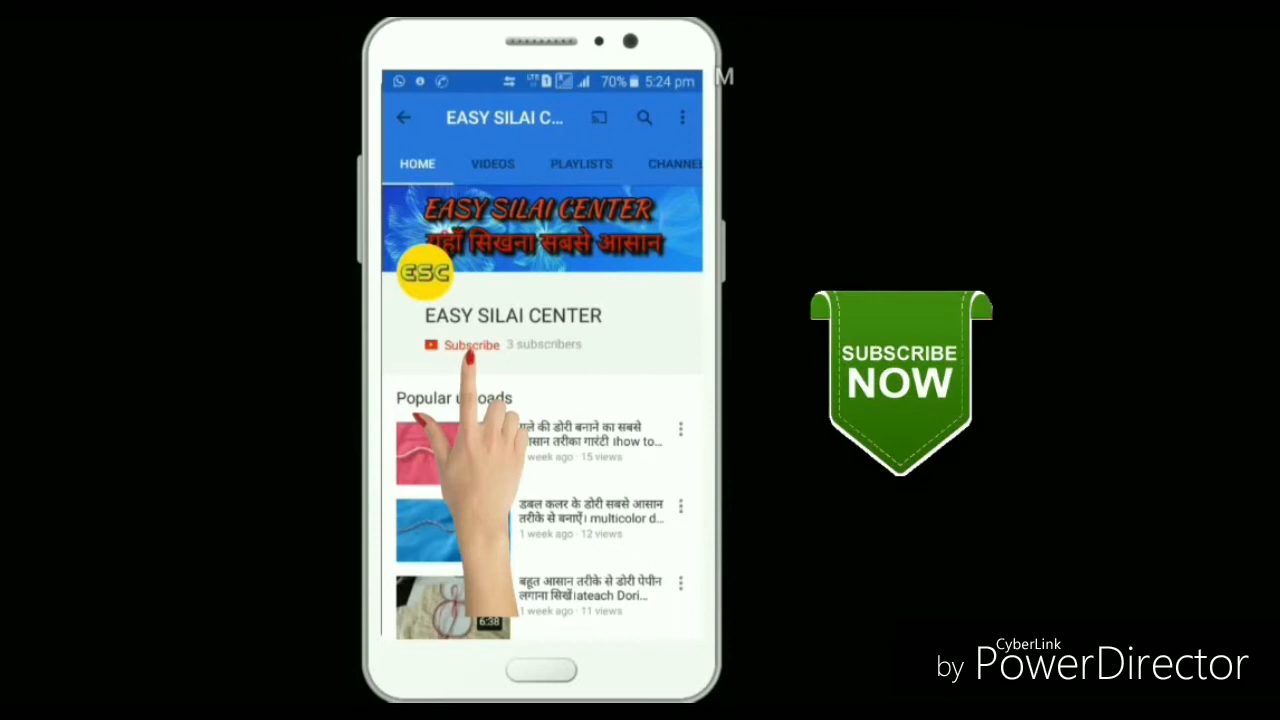 LTE 70% 5:24 pm
M
EASY SILAI C...
HOME VIDEOS PLAYLISTS CHANNEL
EASY SILAI CENTER
यहाँ सिखना सबसे आसान
ESC
EASY SILAI CENTER
Subscribe 3 subscribers
Popular uploads
गले की डोरी बनाने का सबसे
आसान तरीका गारंटी ।how to...
week ago · 15 views
डबल कलर के डोरी सबसे आसान
तरीके से बनाऐं। multicolor d...
1 week ago · 12 views
बहुत आसान तरीके से डोरी पेपीन
लगाना सिखें।ateach Dori...
1 week ago · 11 views
6:38
SUBSCRIBE
NOW
CyberLink
by PowerDirector